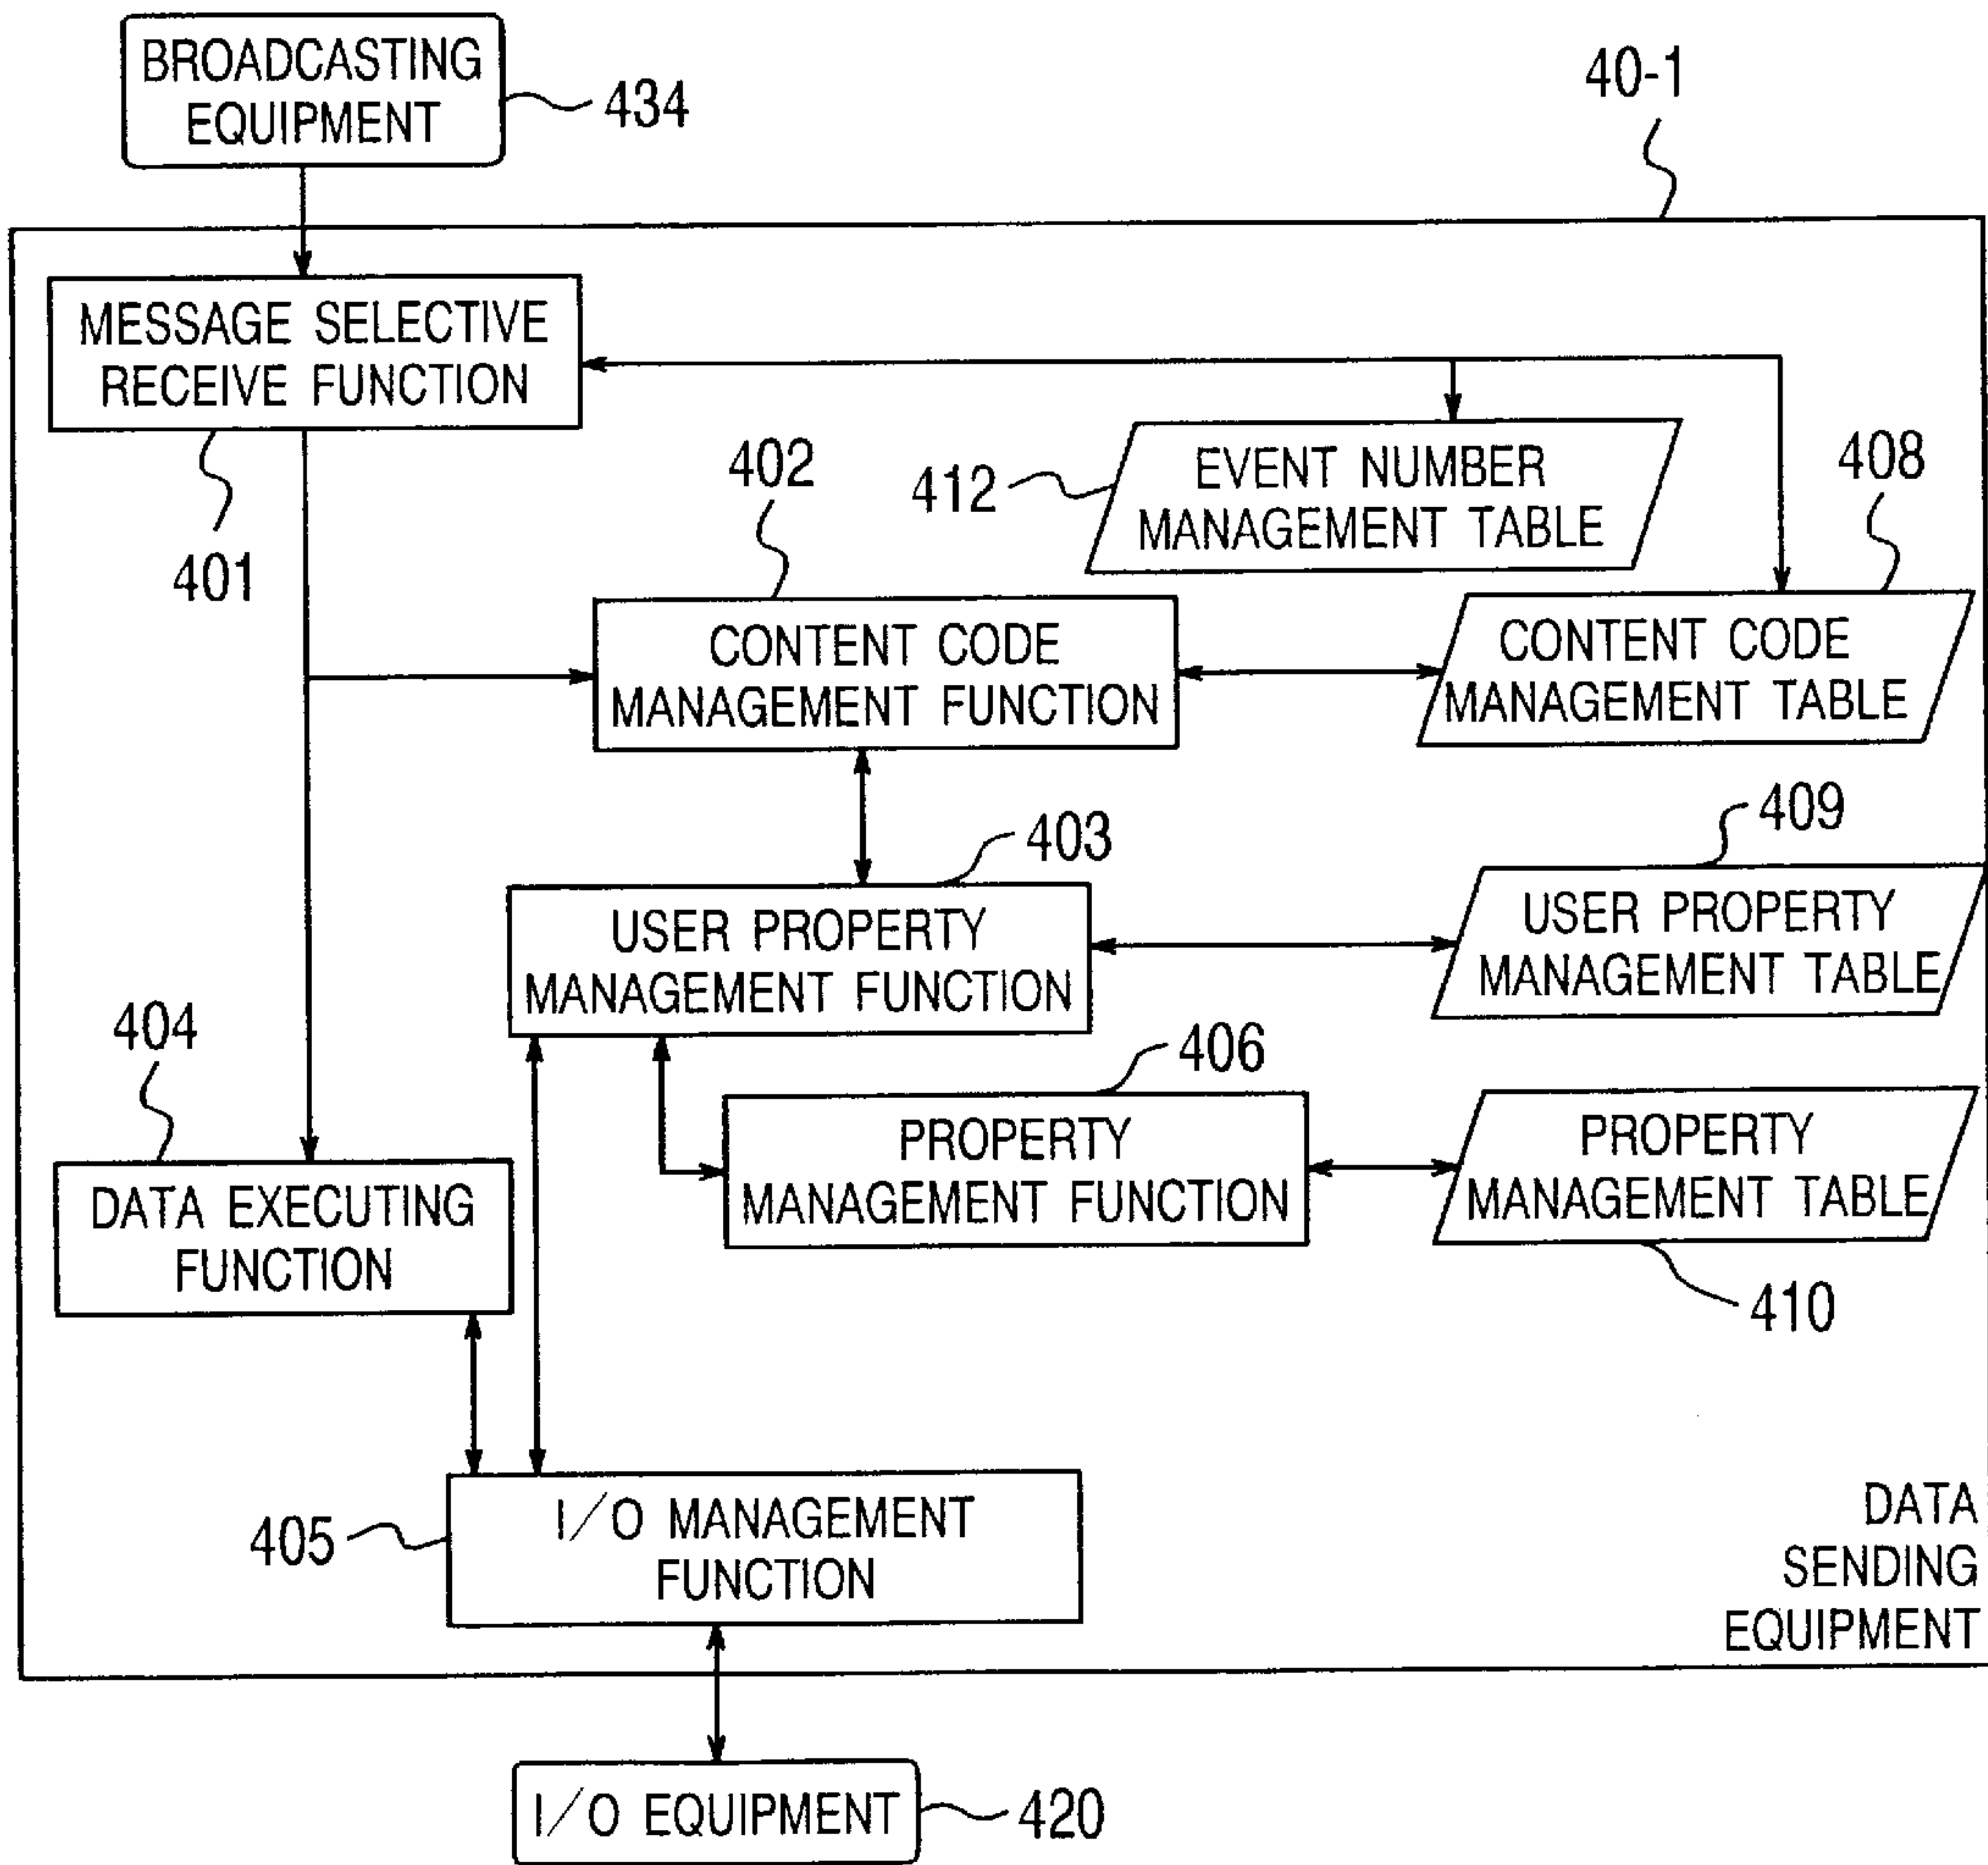 BROADCASTING
EQUIPMENT
434
40-1
MESSAGE SELECTIVE
RECEIVE FUNCTION
401
402
412
EVENT NUMBER
MANAGEMENT TABLE
408
CONTENT CODE
MANAGEMENT FUNCTION
CONTENT CODE
MANAGEMENT TABLE
403
409
USER PROPERTY
MANAGEMENT FUNCTION
USER PROPERTY
MANAGEMENT TABLE
404
406
DATA EXECUTING
FUNCTION
PROPERTY
MANAGEMENT FUNCTION
PROPERTY
MANAGEMENT TABLE
410
405
I/O MANAGEMENT
FUNCTION
DATA
SENDING
EQUIPMENT
I/O EQUIPMENT
420